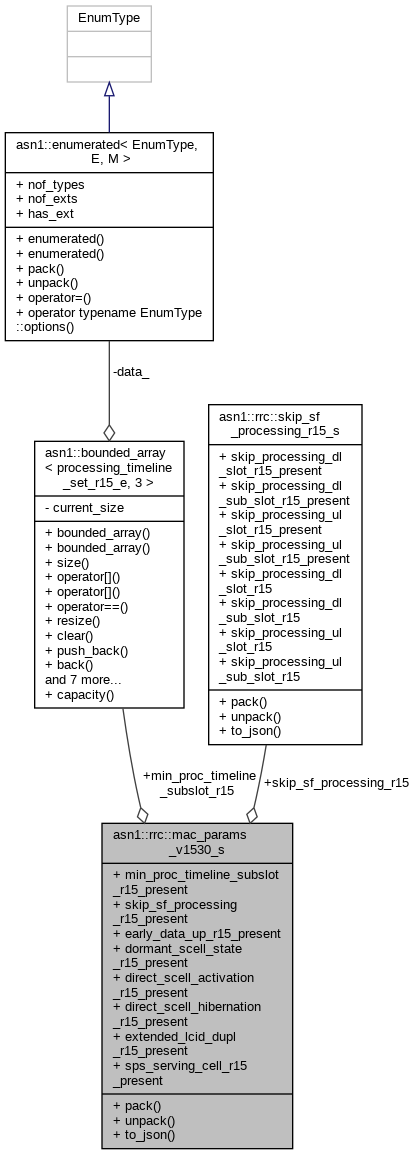 EnumType
asn1::enumerated< EnumType,
E, M >
+ nof_types
+ nof_exts
+ has_ext
+ enumerated()
+ enumerated()
+ pack()
+ unpack()
+ operator=()
+ operator typename EnumType
::options()
-data_
asn1::bounded_array
< processing_timeline
_set_r15_e, 3 >
- current_size
+ bounded_array()
+ bounded_array()
+ size()
+ operator[]()
+ operator[]()
+ operator==()
+ resize()
+ clear()
+ push_back()
+ back()
and 7 more...
+ capacity()
asn1::rrc::skip_sf
_processing_r15_s
+ skip_processing_dl
_slot_r15_present
+ skip_processing_dl
_sub_slot_r15_present
+ skip_processing_ul
_slot_r15_present
+ skip_processing_ul
_sub_slot_r15_present
+ skip_processing_dl
_slot_r15
+ skip_processing_dl
_sub_slot_r15
+ skip_processing_ul
_slot_r15
+ skip_processing_ul
_sub_slot_r15
+ pack()
+ unpack()
+ to_json()
+min_proc_timeline
_subslot_r15
+skip_sf_processing_r15
asn1::rrc::mac_params
_v1530_s
+ min_proc_timeline_subslot
_r15_present
+ skip_sf_processing
_r15_present
+ early_data_up_r15_present
+ dormant_scell_state
_r15_present
+ direct_scell_activation
_r15_present
+ direct_scell_hibernation
_r15_present
+ extended_lcid_dupl
_r15_present
+ sps_serving_cell_r15
_present
+ pack()
+ unpack()
+ to_json()